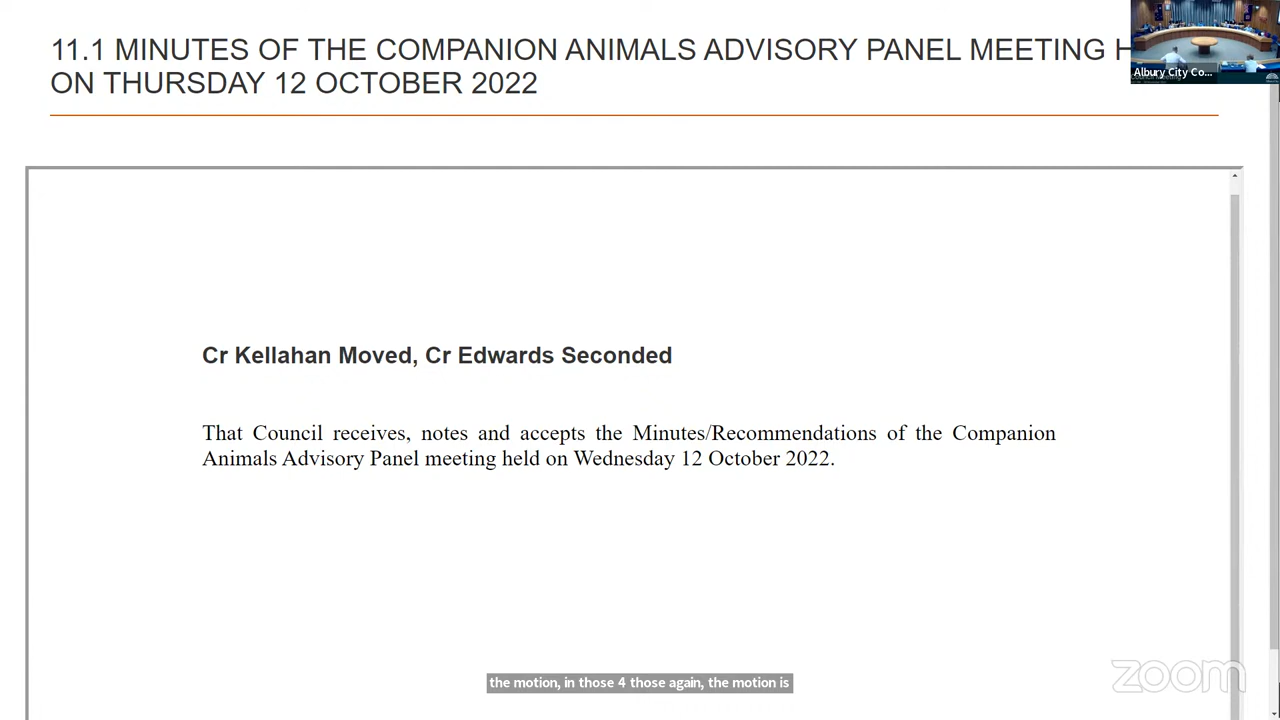 11.1 MINUTES OF THE COMPANION ANIMALS ADVISORY PANEL MEETING H
ON THURSDAY 12 OCTOBER 2022
Albury City Co...
Cr Kellahan Moved, Cr Edwards Seconded
That Council receives, notes and accepts the Minutes/Recommendations of the Companion
Animals Advisory Panel meeting held on Wednesday 12 October 2022.
the motion, in those 4 those again, the motion is
zoom